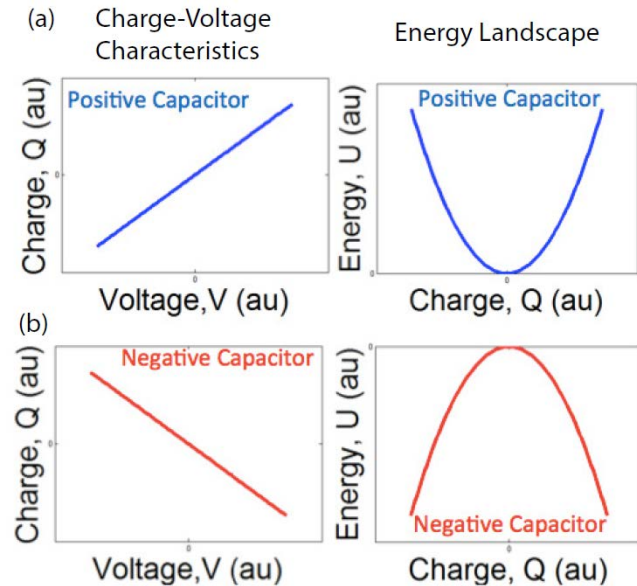 (a)
Charge-Voltage
Characteristics
Energy Landscape
Positive Capacitor
Charge, Q (au)
0
0
Voltage,V (au)
Positive Capacitor
Energy, U (au)
0
0
Charge, Q (au)
(b)
Negative Capacitor
Charge, Q (au)
0
0
Voltage,V (au)
0
0
Energy, U (au)
Negative Capacitor
Charge, Q (au)